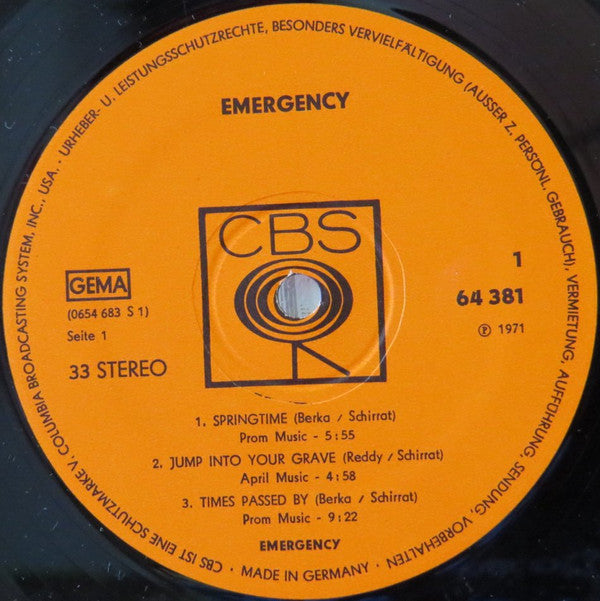 EMERGENCY
CBS
GEMA
(0654 683 S 1)
Seite 1
33 STEREO
1
64 381
Ⓟ 1971
1. SPRINGTIME (Berka / Schirrat)
Prom Music - 5:55
2. JUMP INTO YOUR GRAVE (Reddy / Schirrat)
April Music - 4:58
3. TIMES PASSED BY (Berka / Schirrat)
Prom Music - 9:22
EMERGENCY
CBS IST EINE SCHUTZMARKE V. COLUMBIA BROADCASTING SYSTEM, INC., USA. · URHEBER- U. LEISTUNGSSCHUTZRECHTE, BESONDERS VERVIELFÄLTIGUNG (AUSSER Z. PERSÖNL. GEBRAUCH), VERMIETUNG, AUFFÜHRUNG, SENDUNG, VORBEHALTEN · MADE IN GERMANY ·